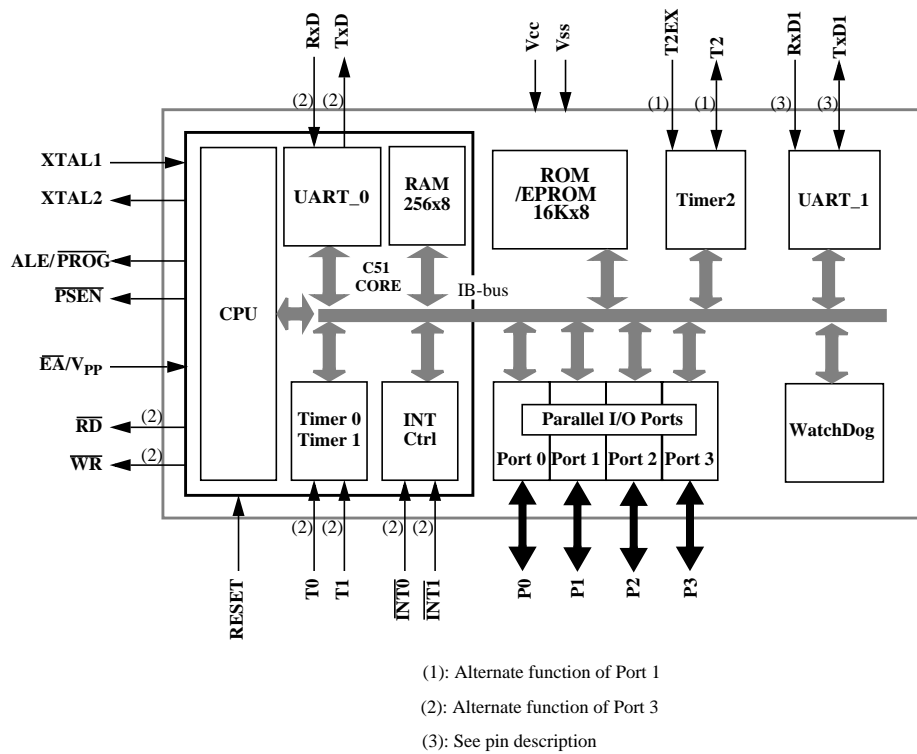 RxD
TxD
Vcc
Vss
T2EX
T2
RxD1
TxD1
(2)
(2)
(1)
(1)
(3)
(3)
XTAL1
XTAL2
ALE/PROG
PSEN
EA/VPP
RD
(2)
WR
(2)
CPU
UART_0
RAM
256x8
C51
CORE
IB-bus
ROM
/EPROM
16Kx8
Timer2
UART_1
Timer 0
Timer 1
INT
Ctrl
Parallel I/O Ports
Port 0
Port 1
Port 2
Port 3
WatchDog
(2)
(2)
(2)
(2)
RESET
T0
T1
INT0
INT1
P0
P1
P2
P3
(1): Alternate function of Port 1
(2): Alternate function of Port 3
(3): See pin description